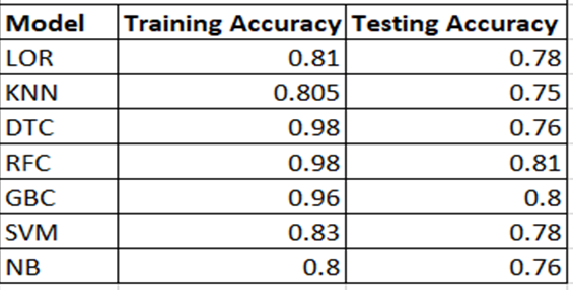 Model Training Accuracy Testing Accuracy
LOR 0.81 0.78
KNN 0.805 0.75
DTC 0.98 0.76
RFC 0.98 0.81
GBC 0.96 0.8
SVM 0.83 0.78
NB 0.8 0.76